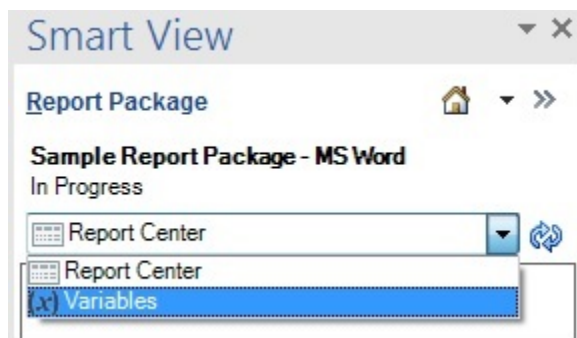 Smart View
Report Package
Sample Report Package - MS Word
In Progress
Report Center
Report Center
(x) Variables